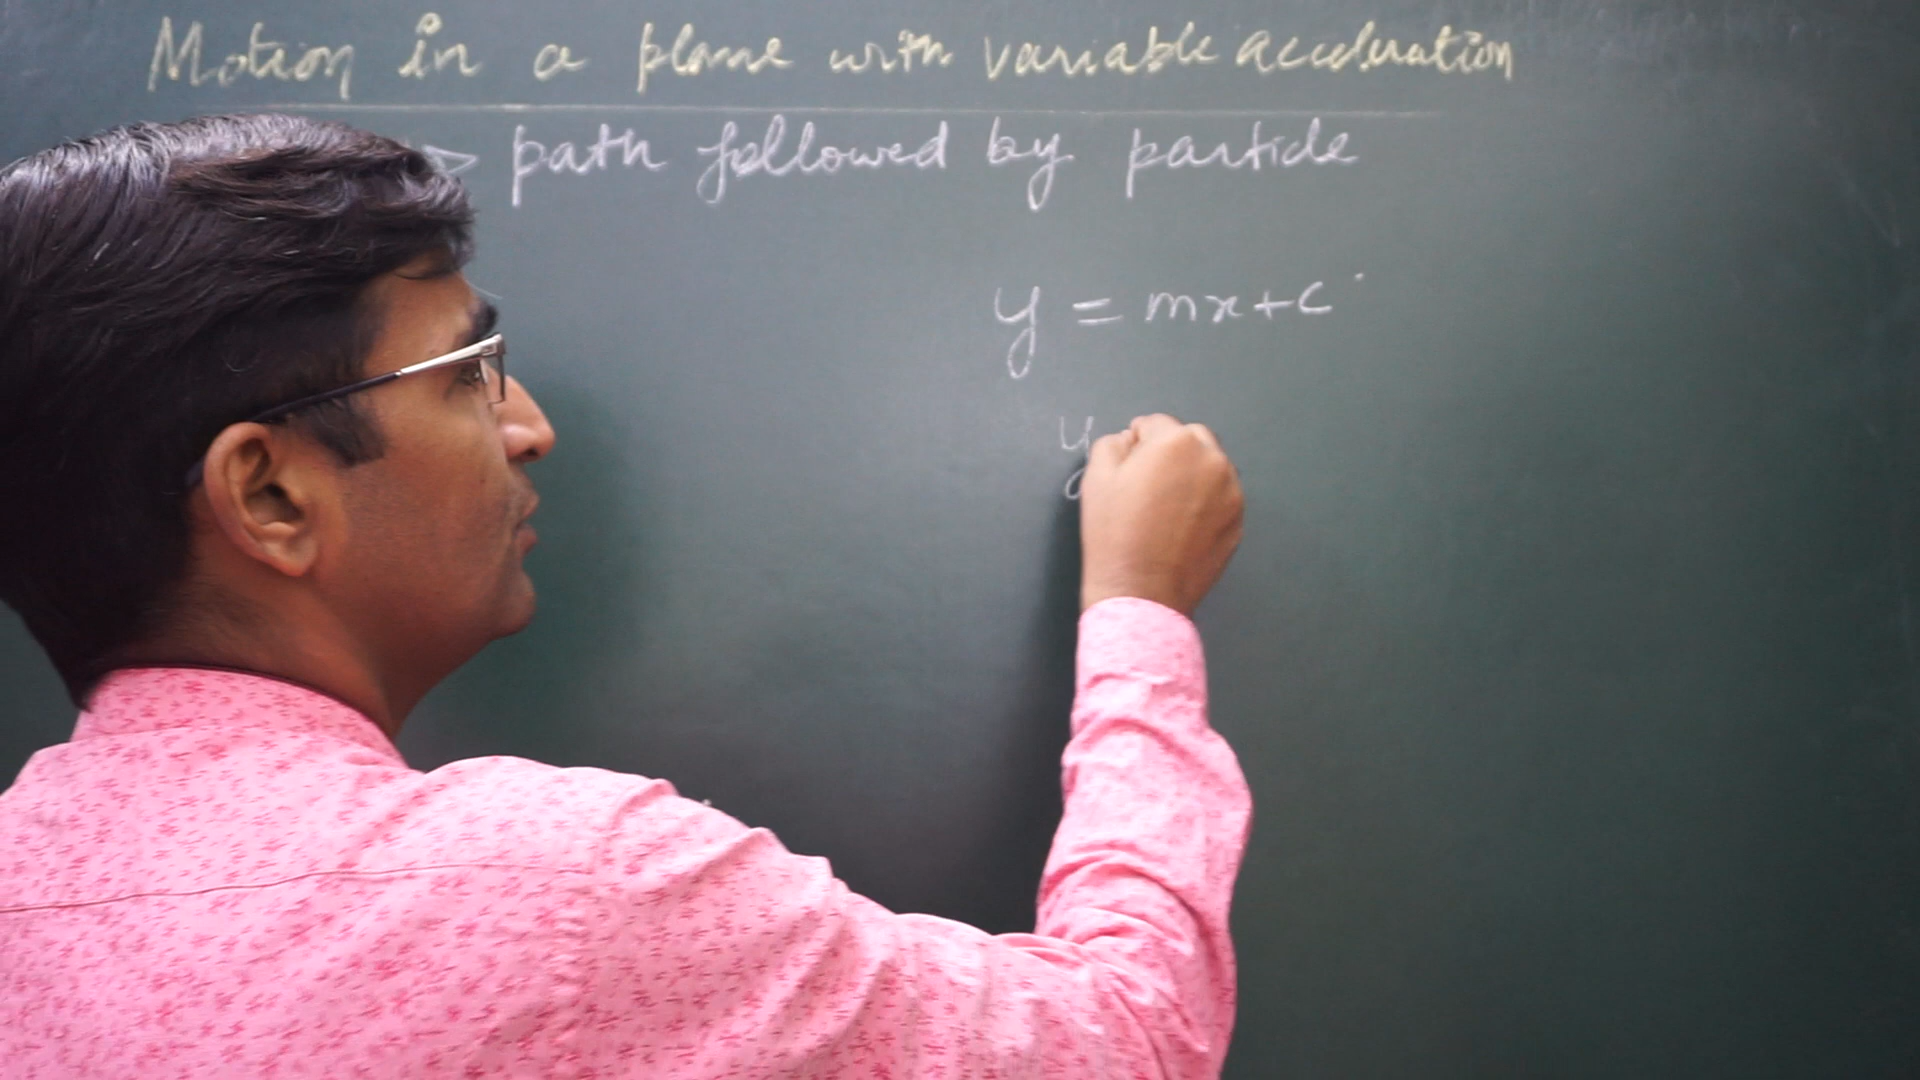 Motion in a plane with variable acceleration
path followed by particle
y = mx+c
y